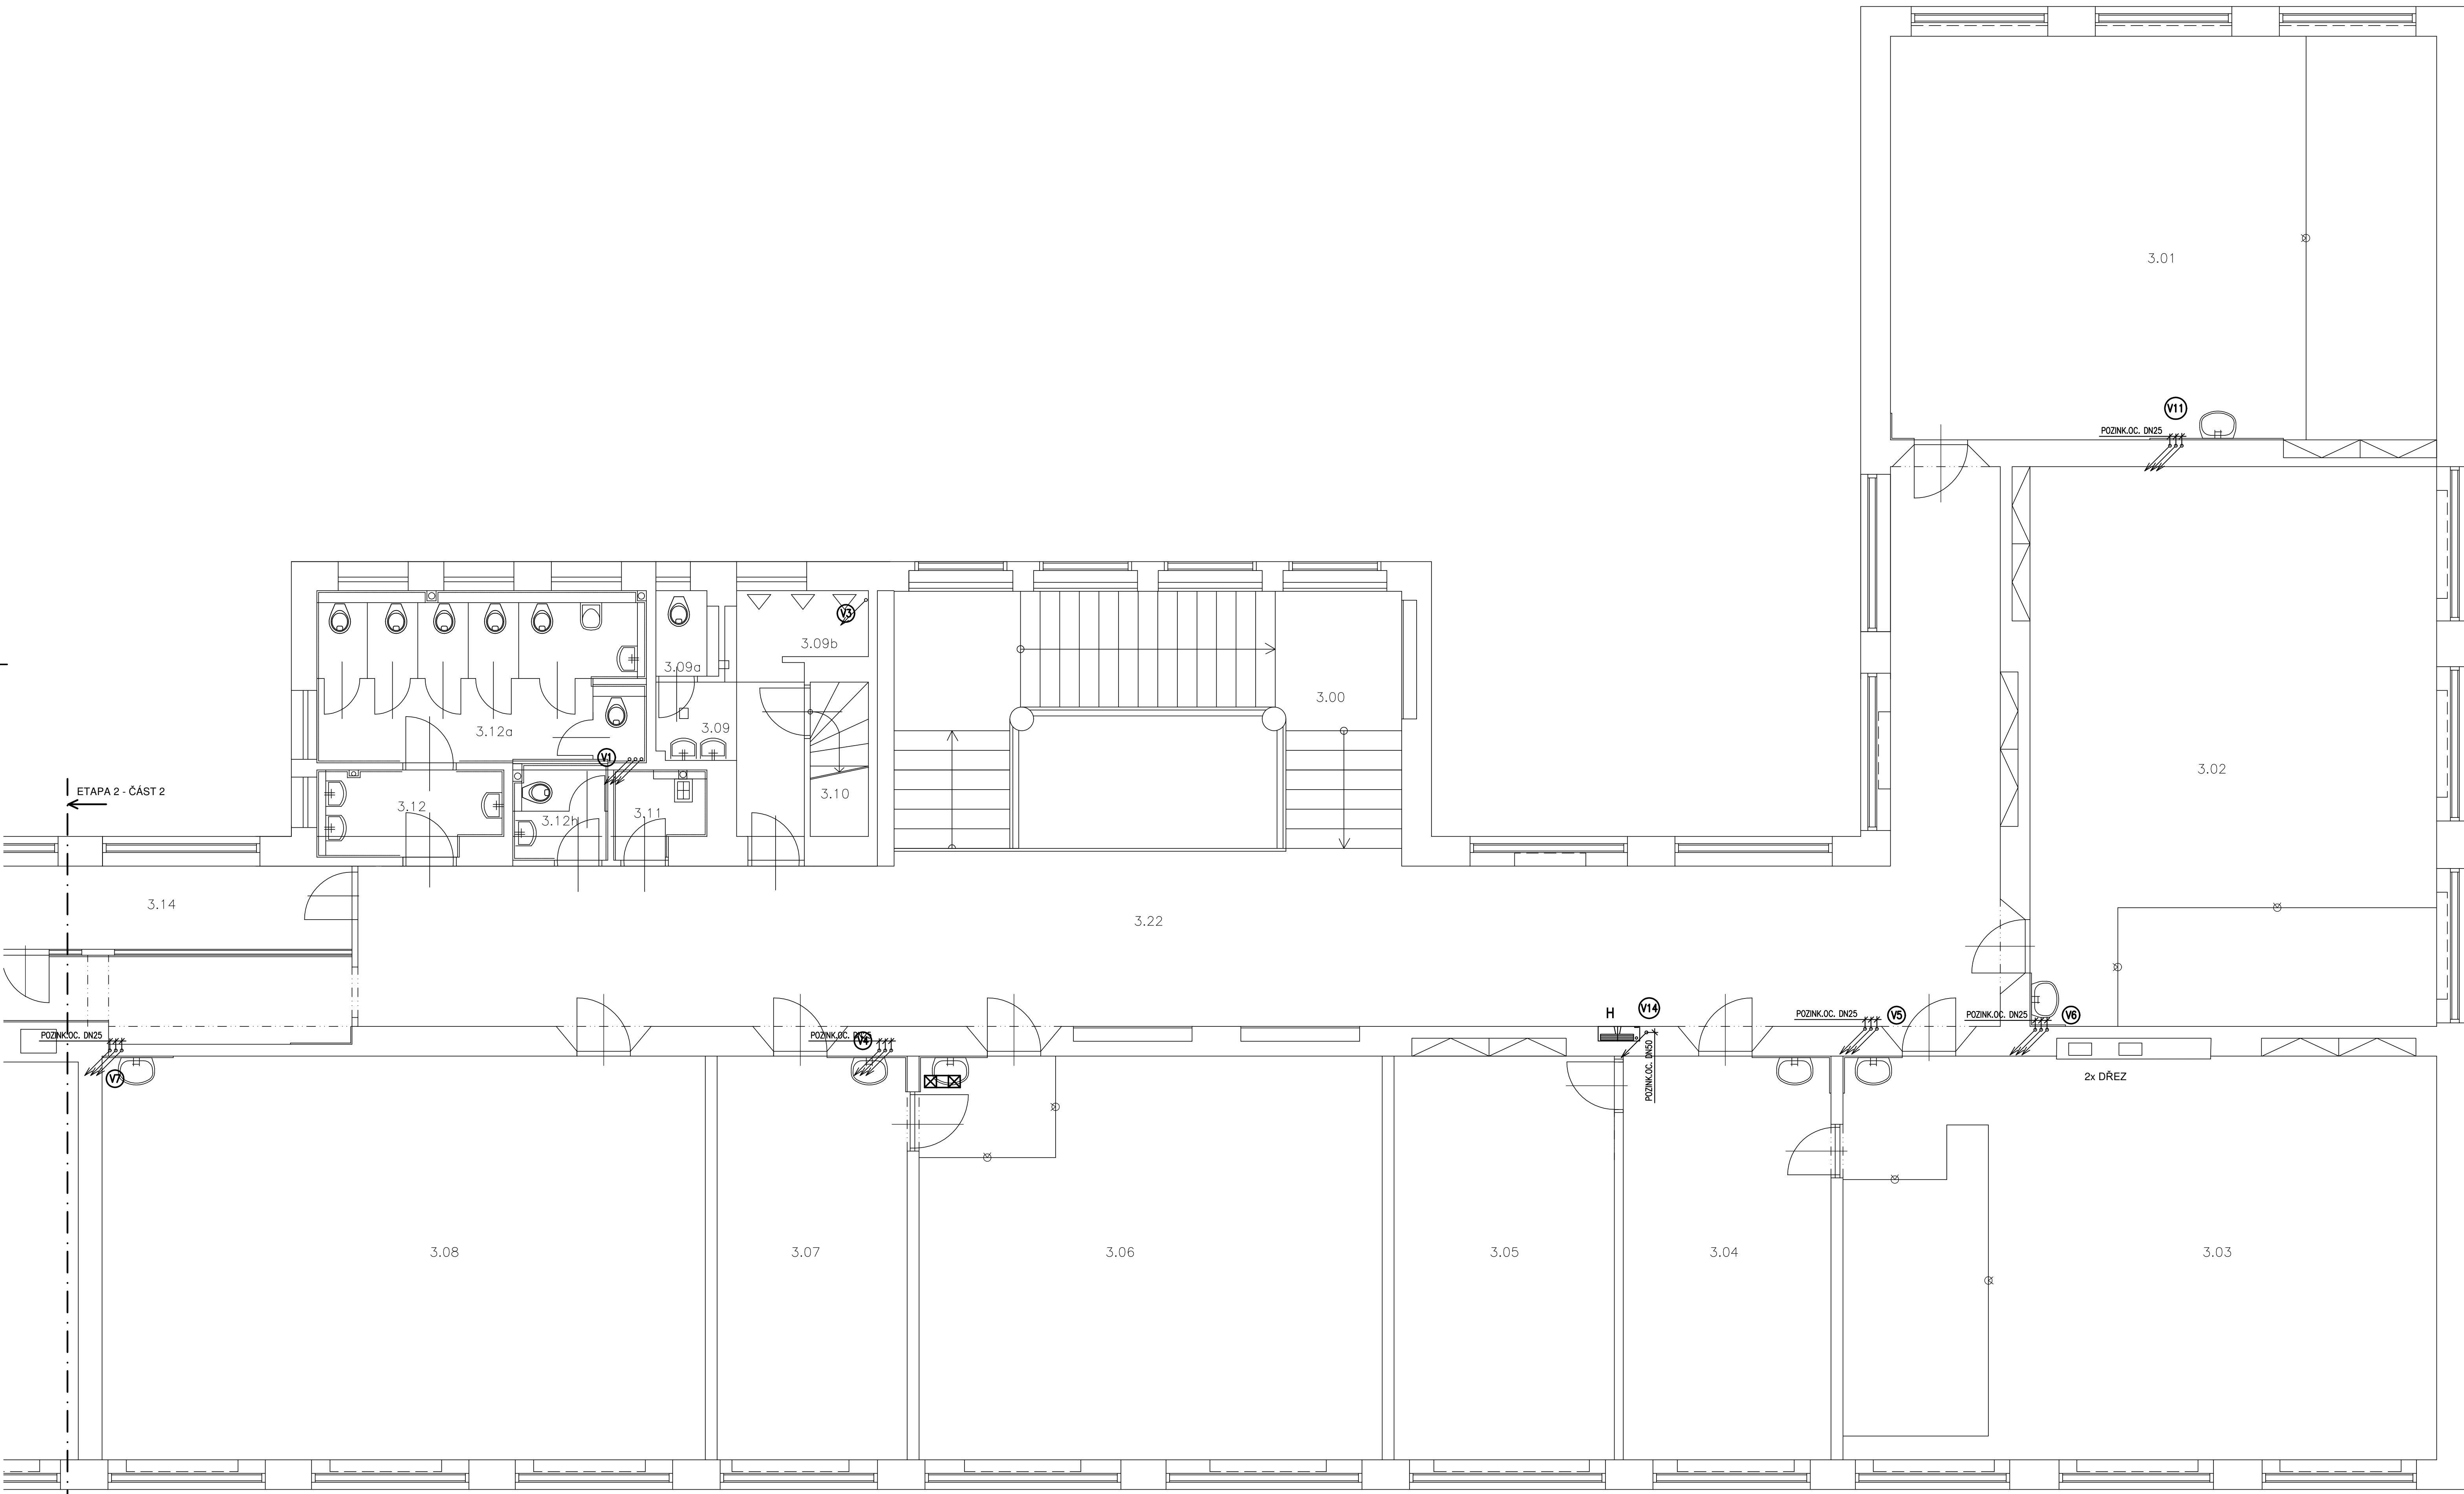 3.01
V11
POZINK.OC. DN25
V3
3.09b
3.09a
3.00
3.09
3.12a
V1
3.02
ETAPA 2 - ČÁST 2
3.10
3.12
3.12h
3.11
3.14
3.22
H
V14
POZINK.OC. DN50
POZINK.OC. DN25
V5
POZINK.OC. DN25
V6
POZINK.OC. DN25
V7
POZINK.OC. DN25
V4
2x DŘEZ
3.08
3.07
3.06
3.05
3.04
3.03